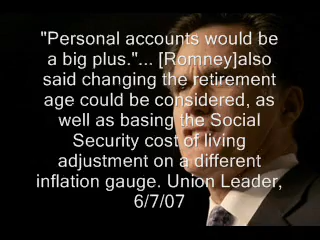 "Personal accounts would be
a big plus."... [Romney]also
said changing the retirement
age could be considered, as
well as basing the Social
Security cost of living
adjustment on a different
inflation gauge. Union Leader,
6/7/07